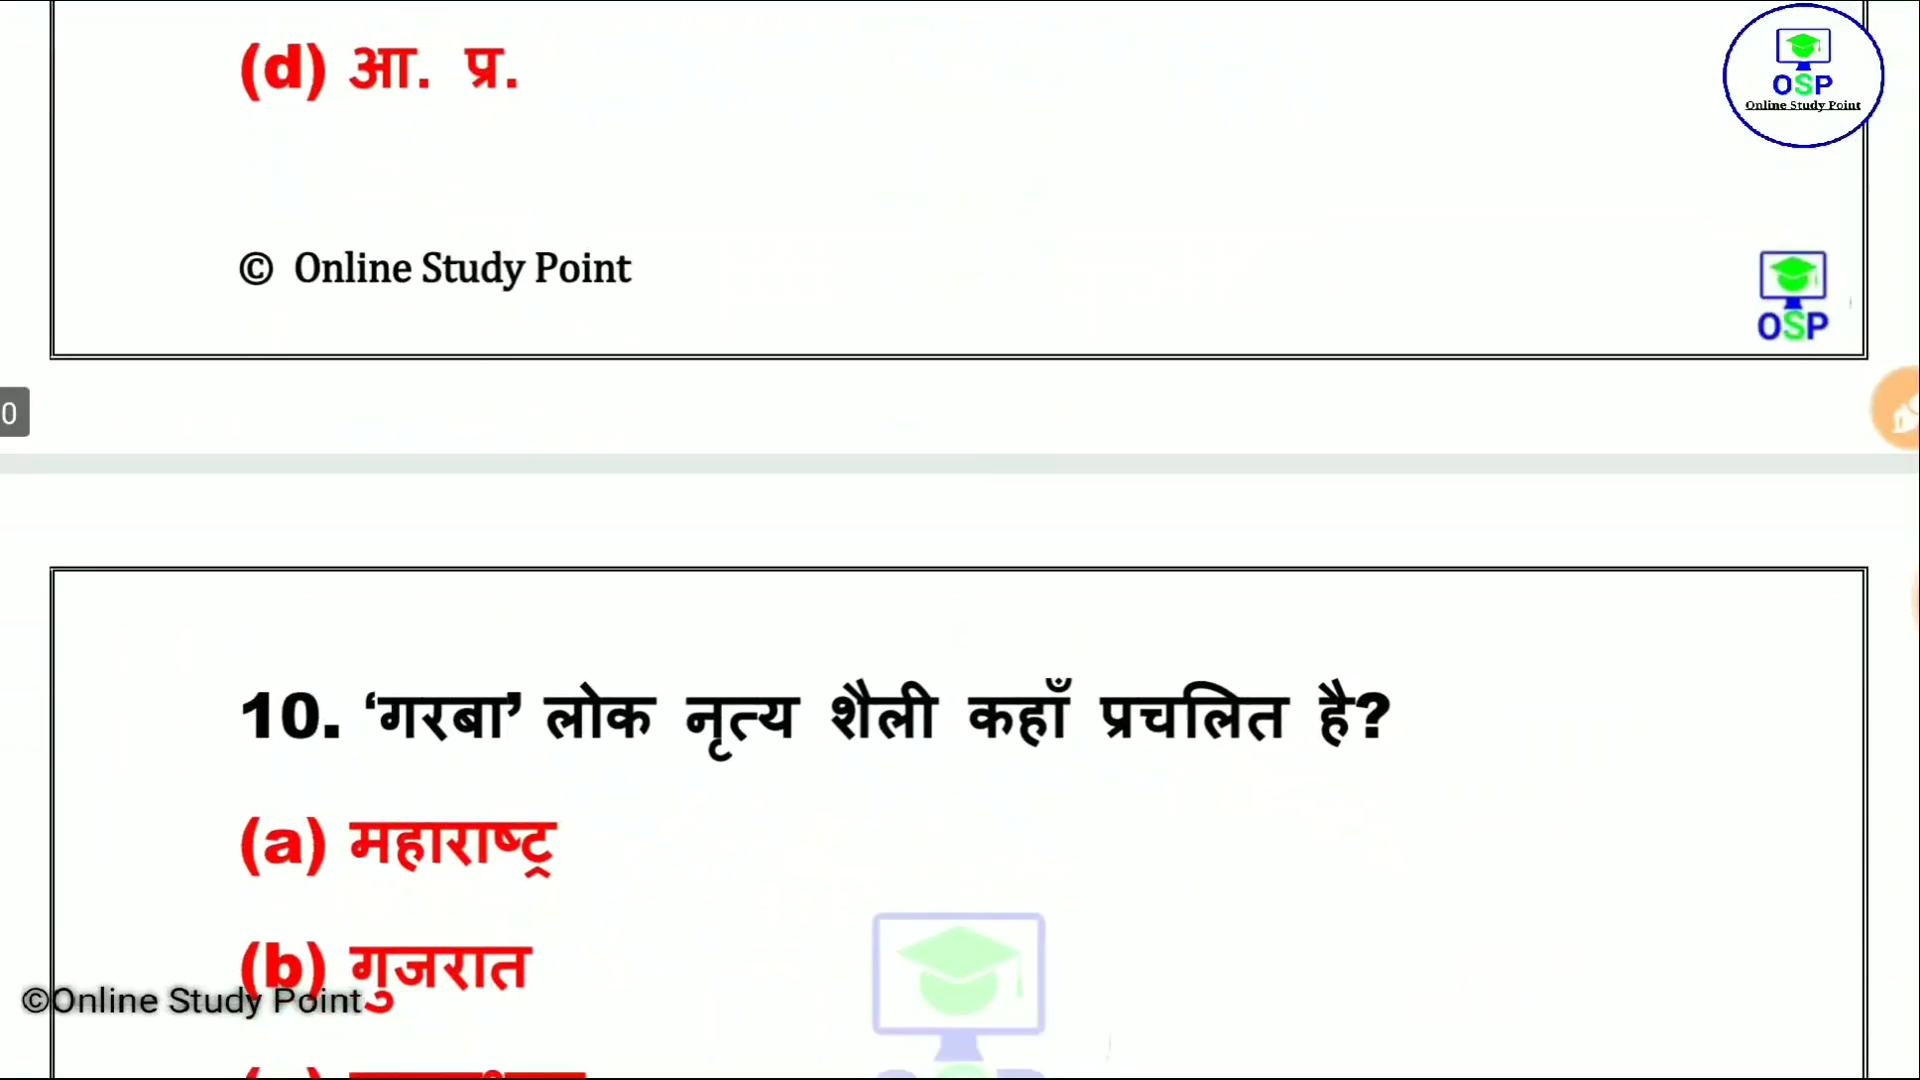 (d) आ. प्र.
OSP
Online Study Point
© Online Study Point
OSP
0
10. ‘गरबा’ लोक नृत्य शैली कहाँ प्रचलित है?
(a) महाराष्ट्र
(b) गुजरात
©Online Study Point